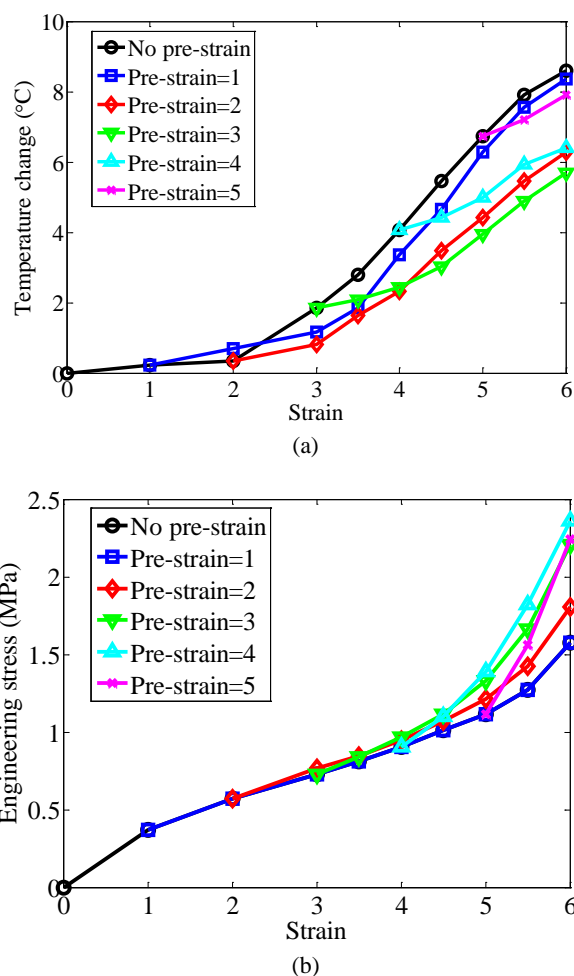 10
8
6
4
2
0
Temperature change (°C)
No pre-strain
Pre-strain=1
Pre-strain=2
Pre-strain=3
Pre-strain=4
Pre-strain=5
0 1 2 3 4 5 6
Strain
(a)
2.5
2
1.5
1
0.5
0
Engineering stress (MPa)
No pre-strain
Pre-strain=1
Pre-strain=2
Pre-strain=3
Pre-strain=4
Pre-strain=5
0 1 2 3 4 5 6
Strain
(b)